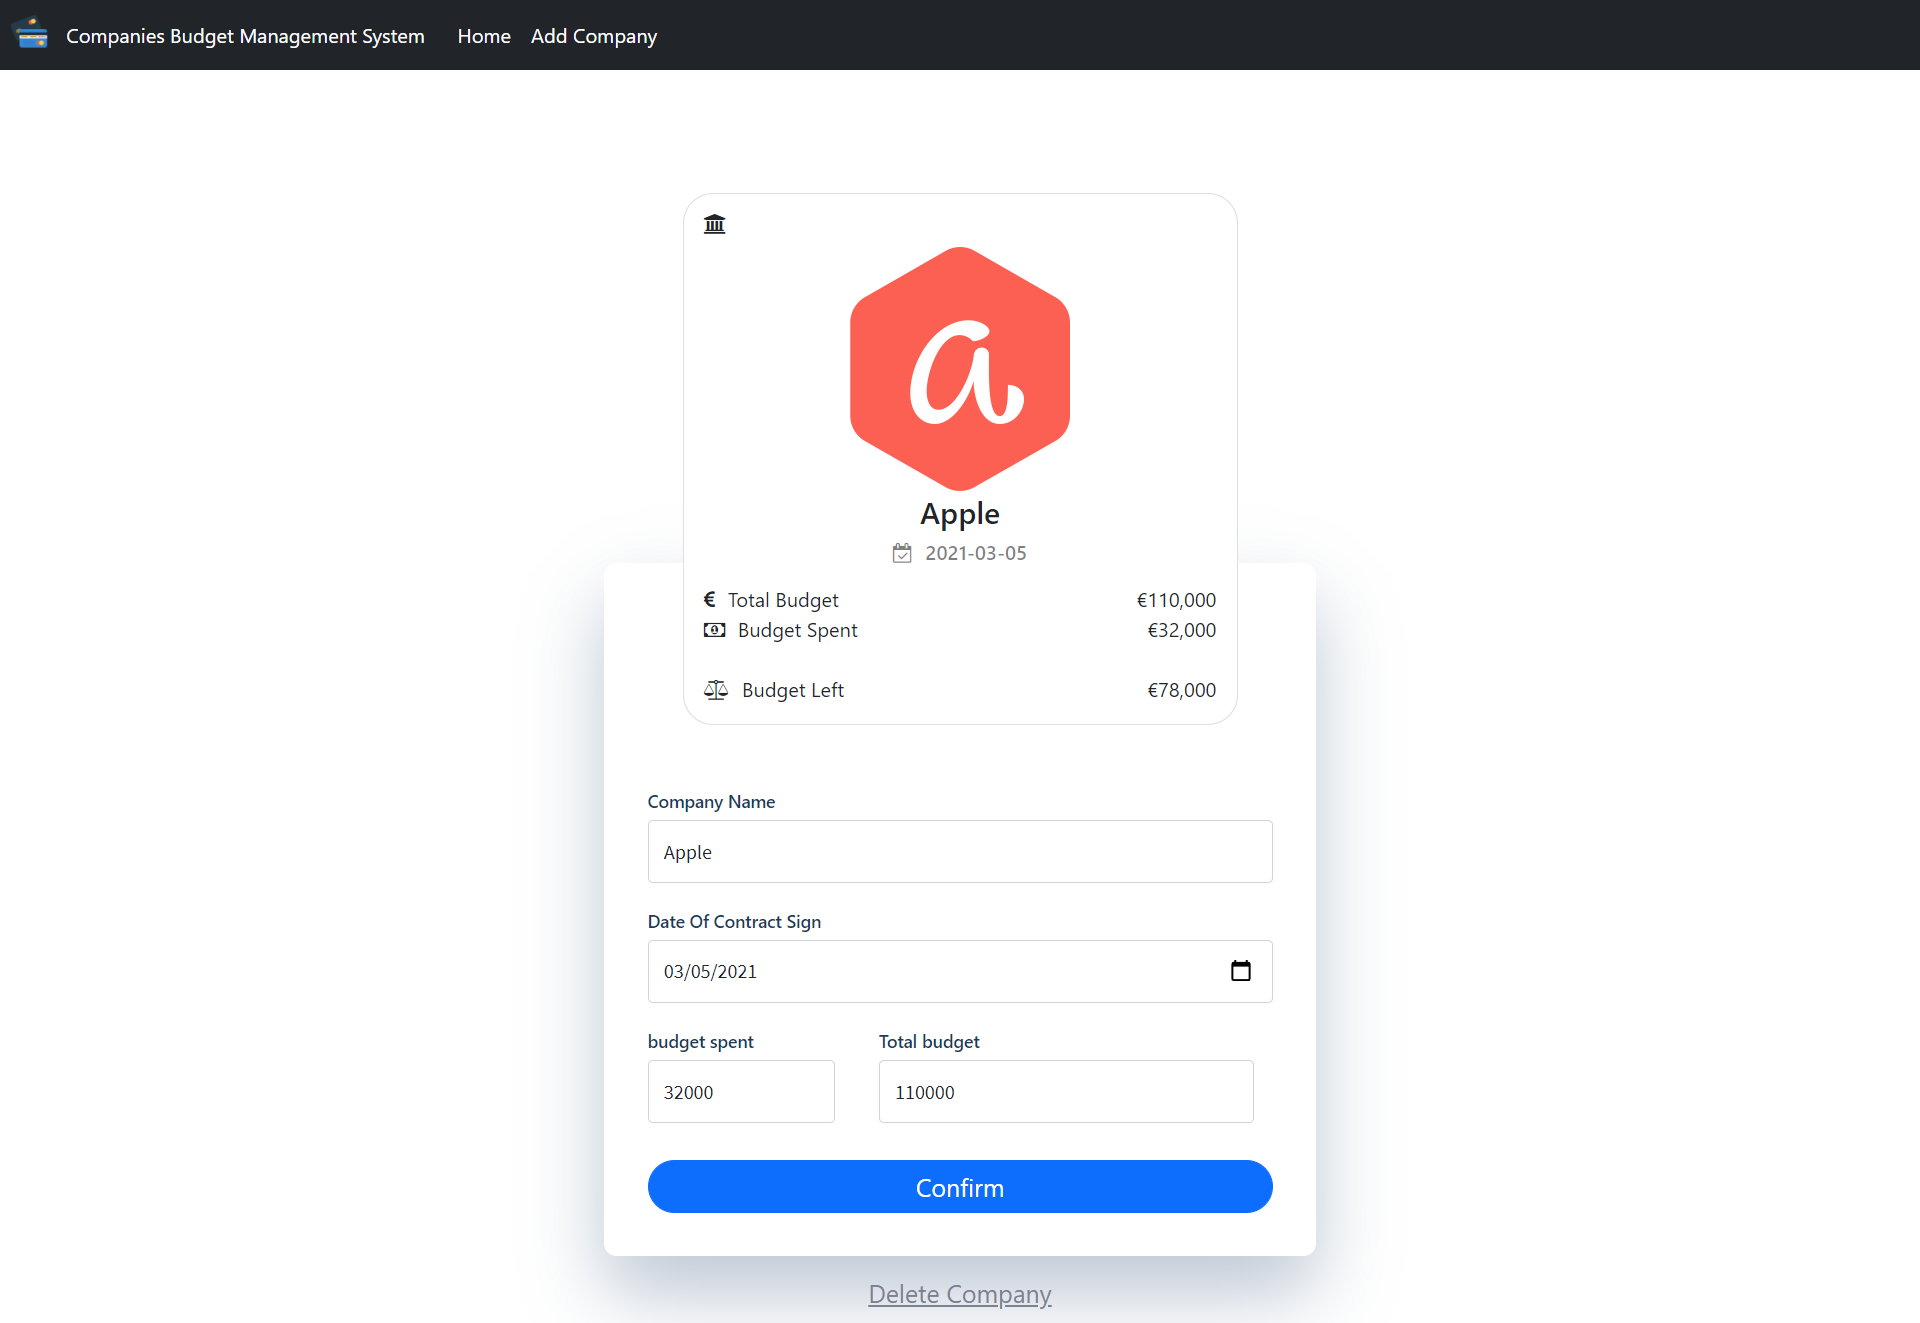 Companies Budget Management System Home Add Company
a
Apple
2021-03-05
€ Total Budget €110,000
Budget Spent €32,000
Budget Left €78,000
Company Name
Apple
Date Of Contract Sign
03/05/2021
budget spent Total budget
32000 110000
Confirm
Delete Company